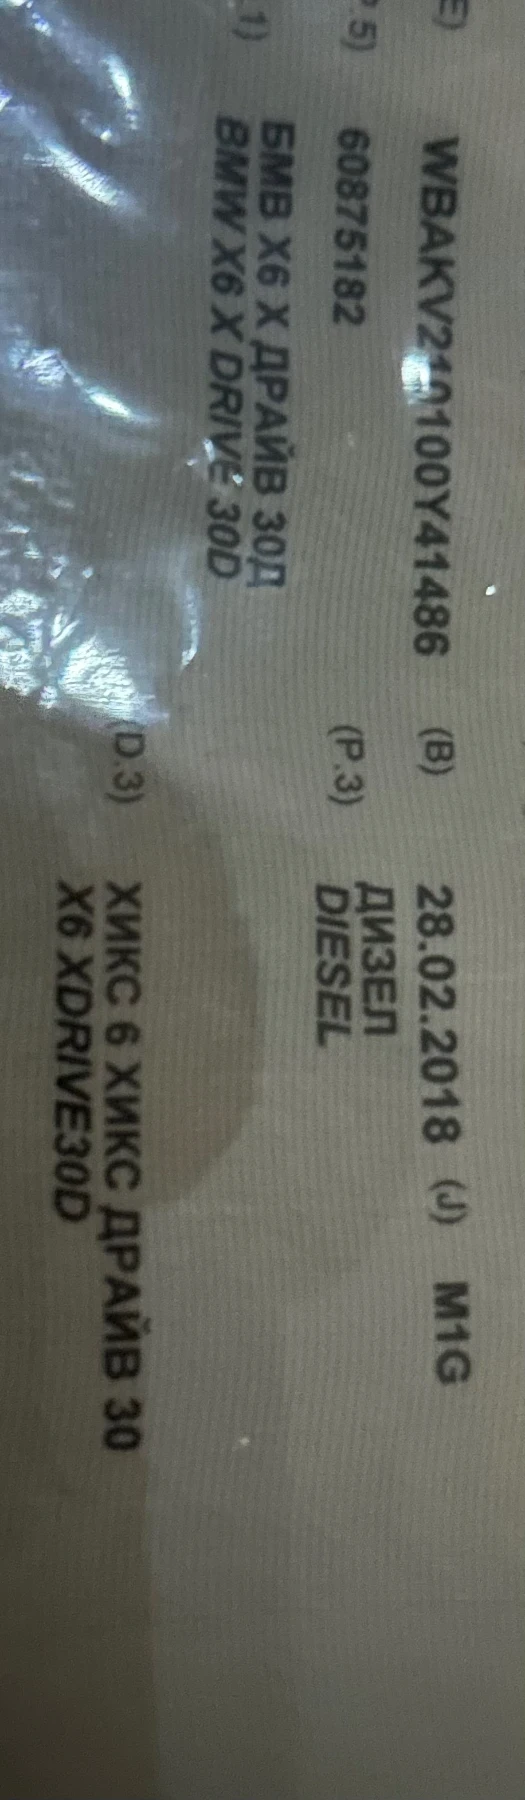 E) WBAKV210100Y41486 (B) 28.02.2018 (J) M1G
.5) 60875182 (P.3) ДИЗЕЛ
DIESEL
.1) БМВ Х6 Х ДРАЙВ 30Д
BMW X6 X DRIVE 30D
(D.3) ХИКС 6 ХИКС ДРАЙВ 30
X6 XDRIVE30D